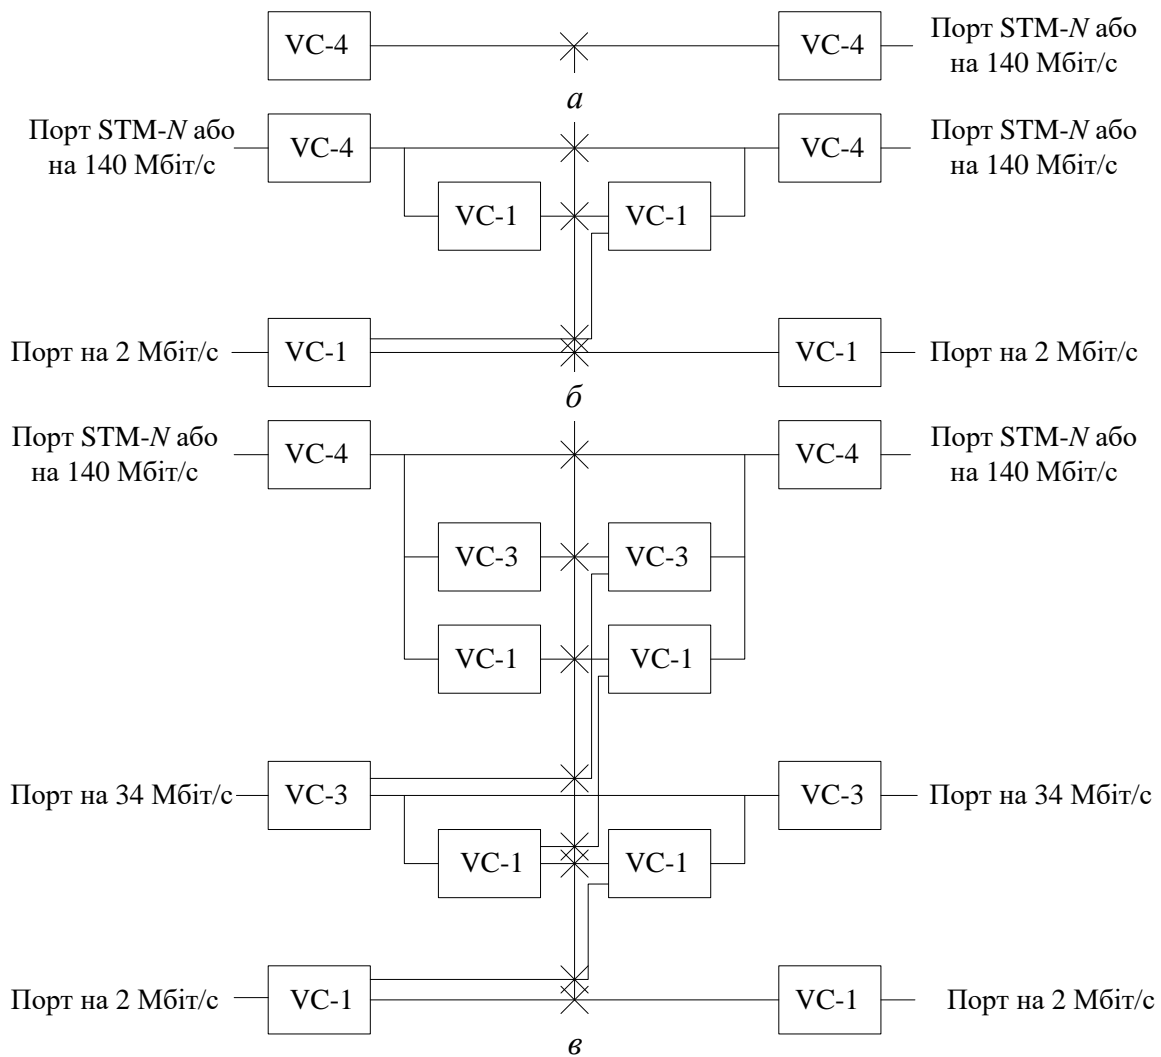 VC-4
VC-4
Порт STM-N або
на 140 Мбіт/с
а
Порт STM-N або
на 140 Мбіт/с
VC-4
VC-4
Порт STM-N або
на 140 Мбіт/с
VC-1
VC-1
Порт на 2 Мбіт/с
VC-1
VC-1
Порт на 2 Мбіт/с
б
Порт STM-N або
на 140 Мбіт/с
VC-4
VC-4
Порт STM-N або
на 140 Мбіт/с
VC-3
VC-3
VC-1
VC-1
Порт на 34 Мбіт/с
VC-3
VC-3
Порт на 34 Мбіт/с
VC-1
VC-1
Порт на 2 Мбіт/с
VC-1
VC-1
Порт на 2 Мбіт/с
в